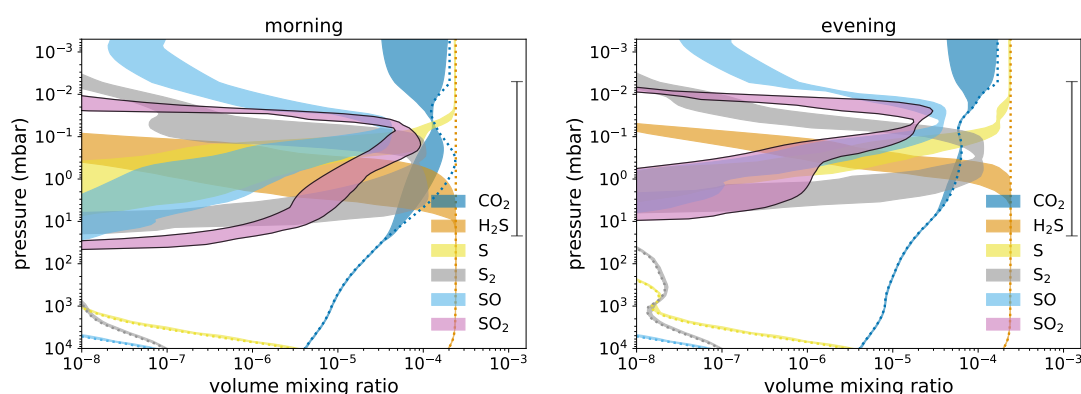 morning
pressure (mbar)
10⁻³
10⁻²
10⁻¹
10⁰
10¹
10²
10³
10⁴
CO₂
H₂S
S
S₂
SO
SO₂
10⁻⁸ 10⁻⁷ 10⁻⁶ 10⁻⁵ 10⁻⁴ 10⁻³
volume mixing ratio
evening
pressure (mbar)
10⁻³
10⁻²
10⁻¹
10⁰
10¹
10²
10³
10⁴
CO₂
H₂S
S
S₂
SO
SO₂
10⁻⁸ 10⁻⁷ 10⁻⁶ 10⁻⁵ 10⁻⁴ 10⁻³
volume mixing ratio